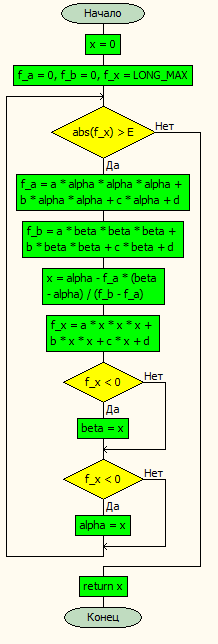 Начало
x = 0
f_a = 0, f_b = 0, f_x = LONG_MAX
abs(f_x) > E
Нет
Да
f_a = a * alpha * alpha * alpha +
b * alpha * alpha + c * alpha + d
f_b = a * beta * beta * beta +
b * beta * beta + c * beta + d
x = alpha - f_a * (beta
- alpha) / (f_b - f_a)
f_x = a * x * x * x +
b * x * x + c * x + d
f_x < 0
Нет
Да
beta = x
f_x < 0
Нет
Да
alpha = x
return x
Конец